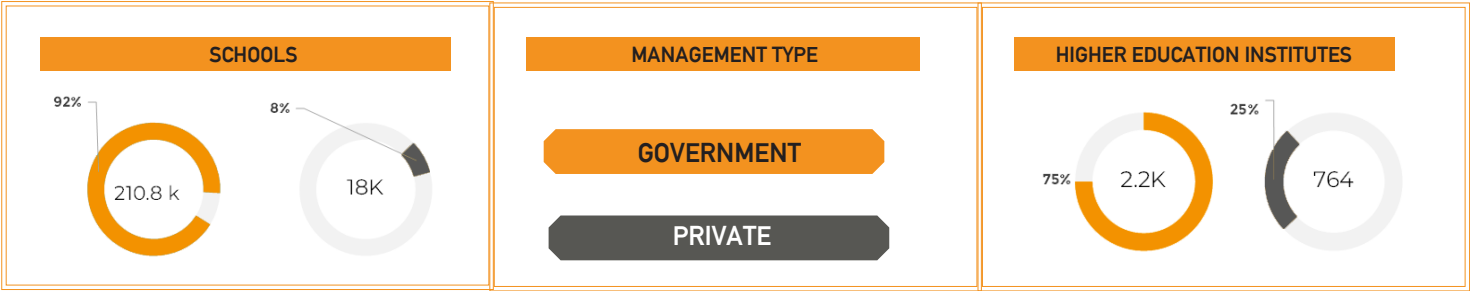 SCHOOLS
92%
210.8 k
8%
18K
MANAGEMENT TYPE
GOVERNMENT
PRIVATE
HIGHER EDUCATION INSTITUTES
75%
2.2K
25%
764